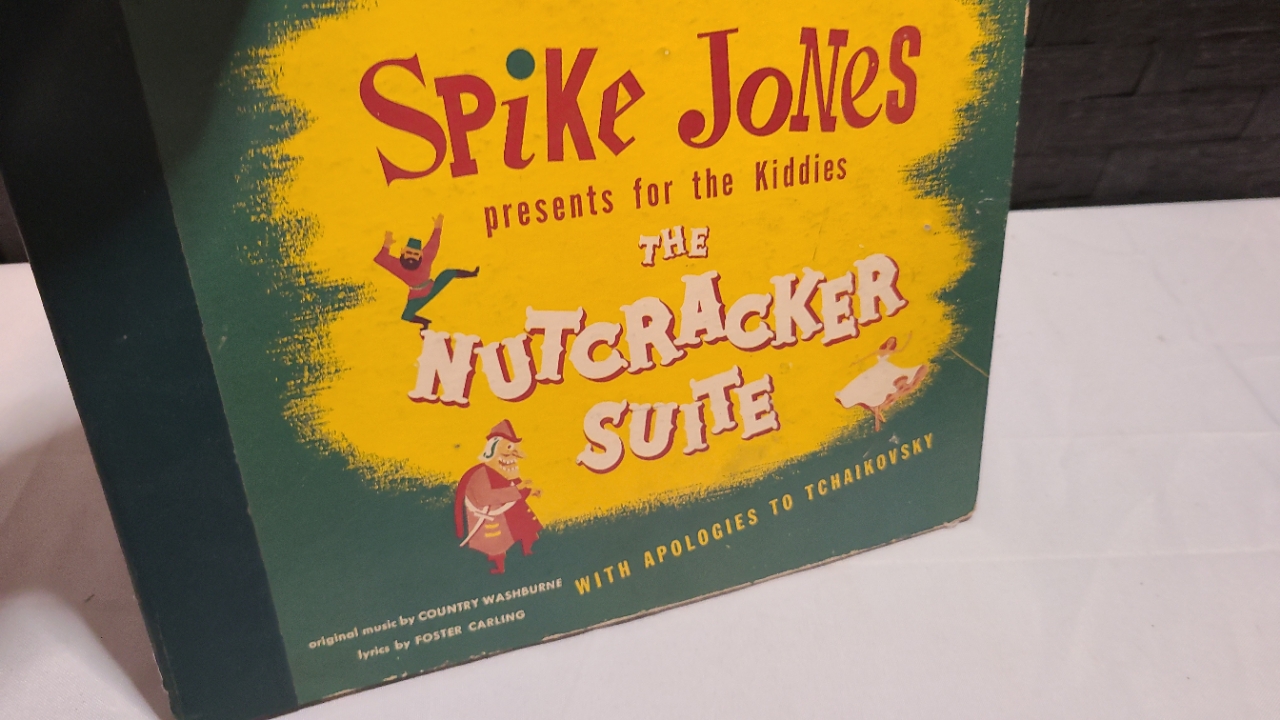 SPiKe JoNes
presents for the Kiddies
THE
NUTCRACKER
SUITE
WITH APOLOGIES TO TCHAIKOVSKY
original music by COUNTRY WASHBURNE
lyrics by FOSTER CARLING